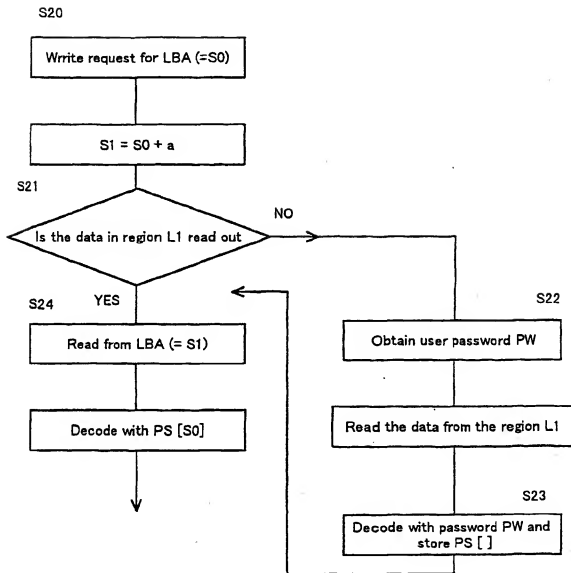 S20
Wrrite request for LBA (=S0)
S1 = S0 + a
S21
Is the data in region L1 read out
NO
YES
S24
Read from LBA (= S1)
Decode with PS [S0]
S22
Obtain user password PW
Read the data from the region L1
S23
Decode with password PW and
store PS [ ]